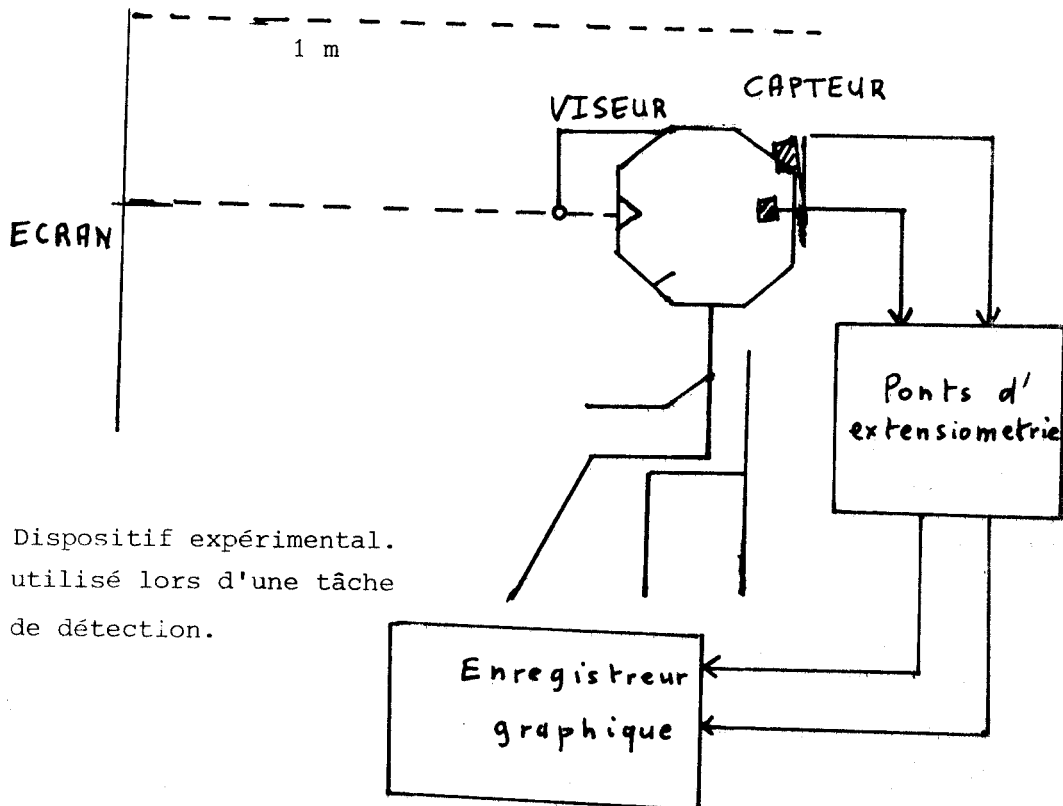 1 m
VISEUR
CAPTEUR
ECRAN
Ponts d'
extensiometrie
Dispositif expérimental.
utilisé lors d'une tâche
de détection.
Enregistreur
graphique